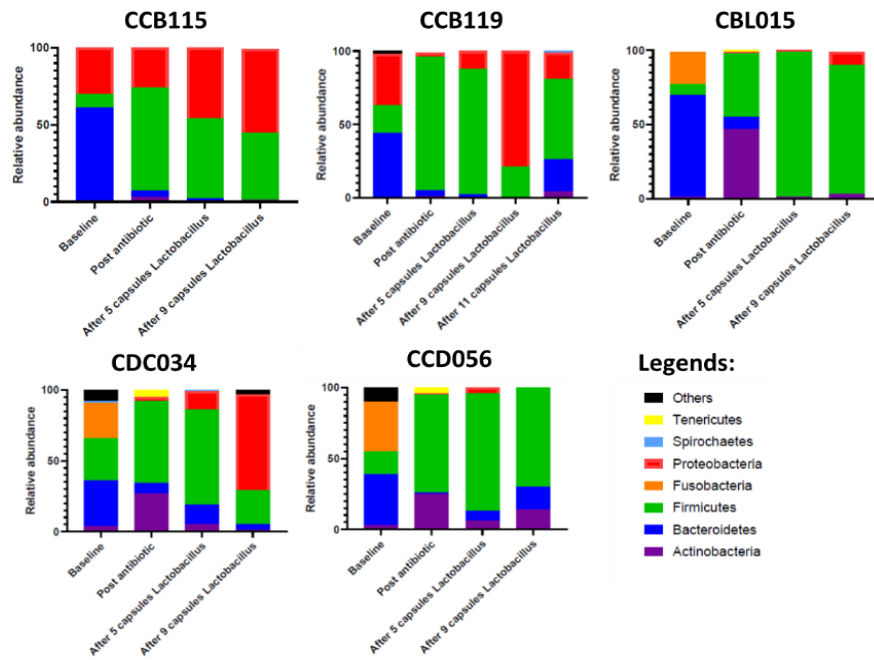 CCB115
CCB119
CBL015
Relative abundance
100
50
0
Baseline
Post antibiotic
After 5 capsules Lactobacillus
After 9 capsules Lactobacillus
Relative abundance
100
50
0
Baseline
Post antibiotic
After 5 capsules Lactobacillus
After 9 capsules Lactobacillus
After 11 capsules Lactobacillus
Relative abundance
100
50
0
Baseline
Post antibiotic
After 5 capsules Lactobacillus
After 9 capsules Lactobacillus
CDC034
CCD056
Legends:
Relative abundance
100
50
0
Baseline
Post antibiotic
After 5 capsules Lactobacillus
After 9 capsules Lactobacillus
Relative abundance
100
50
0
Baseline
Post antibiotic
After 5 capsules Lactobacillus
After 9 capsules Lactobacillus
Others
Tenericutes
Spirochaetes
Proteobacteria
Fusobacteria
Firmicutes
Bacteroidetes
Actinobacteria